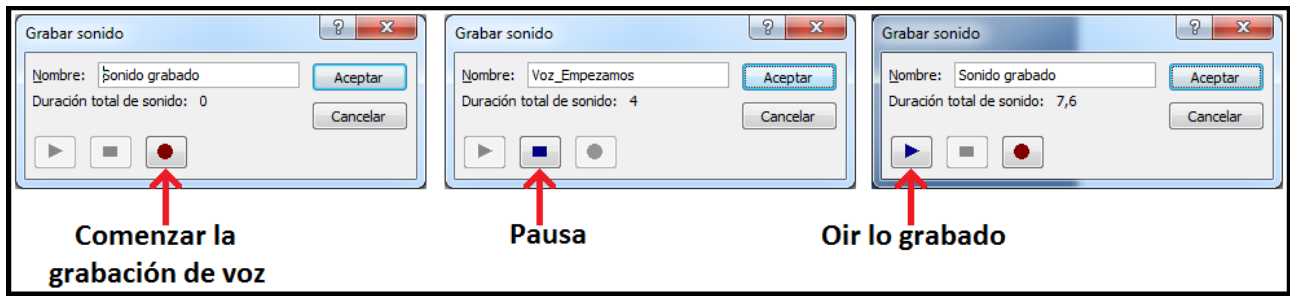 Grabar sonido
Nombre: Sonido grabado
Aceptar
Duración total de sonido: 0
Cancelar
Comenzar la
grabación de voz
Grabar sonido
Nombre: Voz_Empezamos
Aceptar
Duración total de sonido: 4
Cancelar
Pausa
Grabar sonido
Nombre: Sonido grabado
Aceptar
Duración total de sonido: 7,6
Cancelar
Oir lo grabado